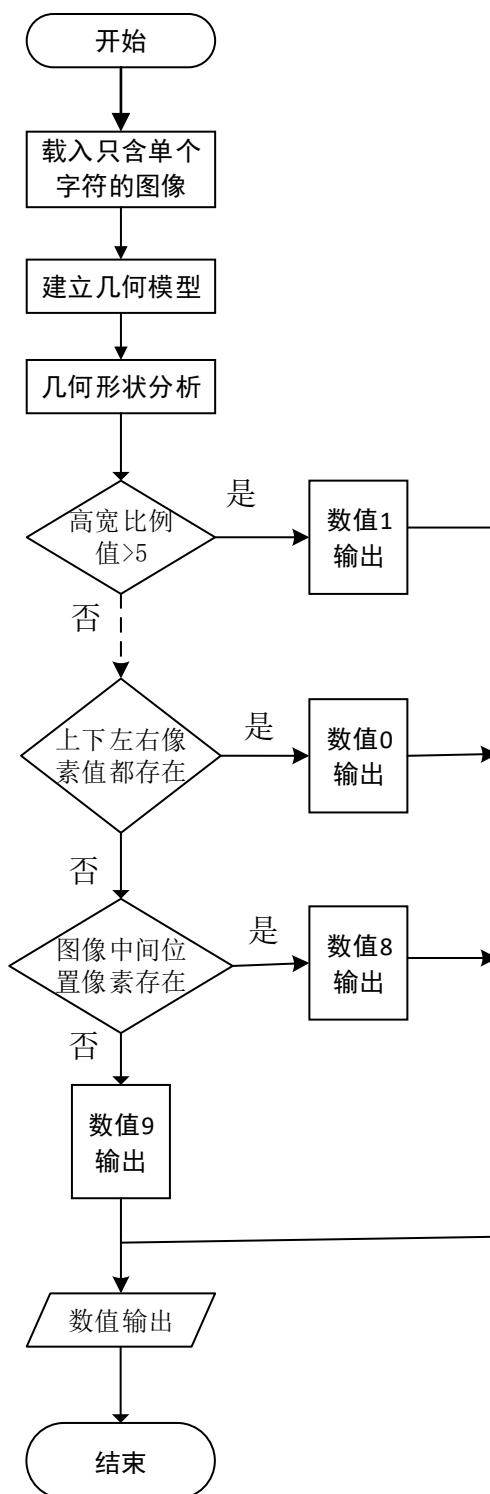 开始
载入只含单个
字符的图像
建立几何模型
几何形状分析
高宽比例
值>5
是
数值1
输出
否
上下左右像
素值都存在
是
数值0
输出
否
图像中间位
置像素存在
是
数值8
输出
否
数值9
输出
数值输出
结束